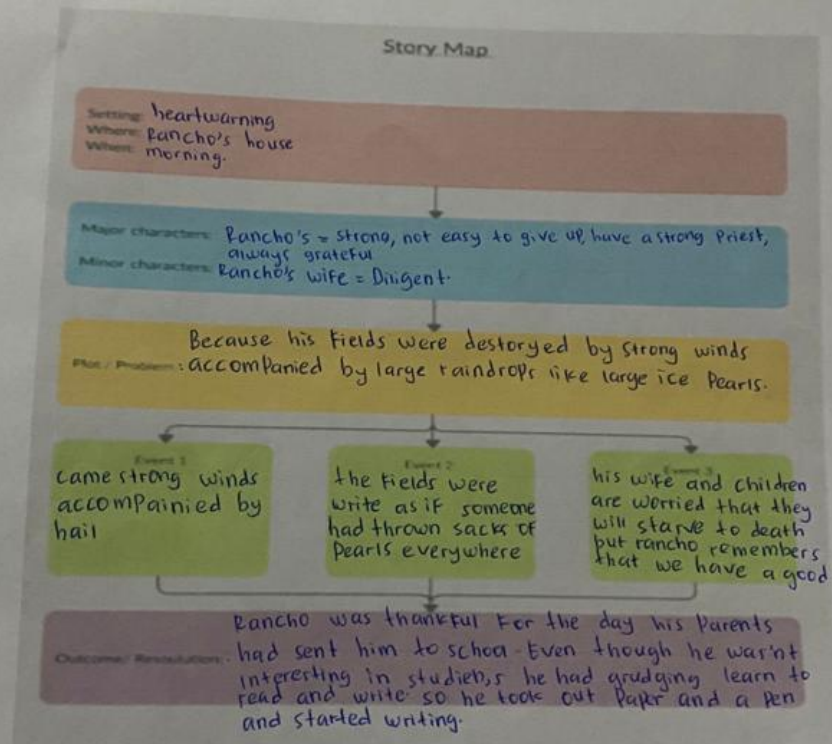 Story Map
Setting: heartwarning
Where: Rancho's house
When: morning.
Major characters: Rancho's = strong, not easy to give up, have a strong Priest,
always grateful
Minor characters: Rancho's wife = Diligent.
Because his Fields were destoryed by strong winds
Plot / Problem: : accompanied by large raindrops like large ice Pearls.
Event 1
came strong winds
accompainied by
hail
Event 2
the Fields were
write as if someone
had thrown sacks of
Pearls everywhere
Event 3
his wife and children
are worried that they
will starve to death
but rancho remembers
that we have a good
Rancho was thankful For the day his Parents
Outcome/ Resoulution: had sent him to schoa. Even though he was'nt
interesting in studien,s he had grudging learn to
read and write so he took out Paper and a Pen
and started writing.